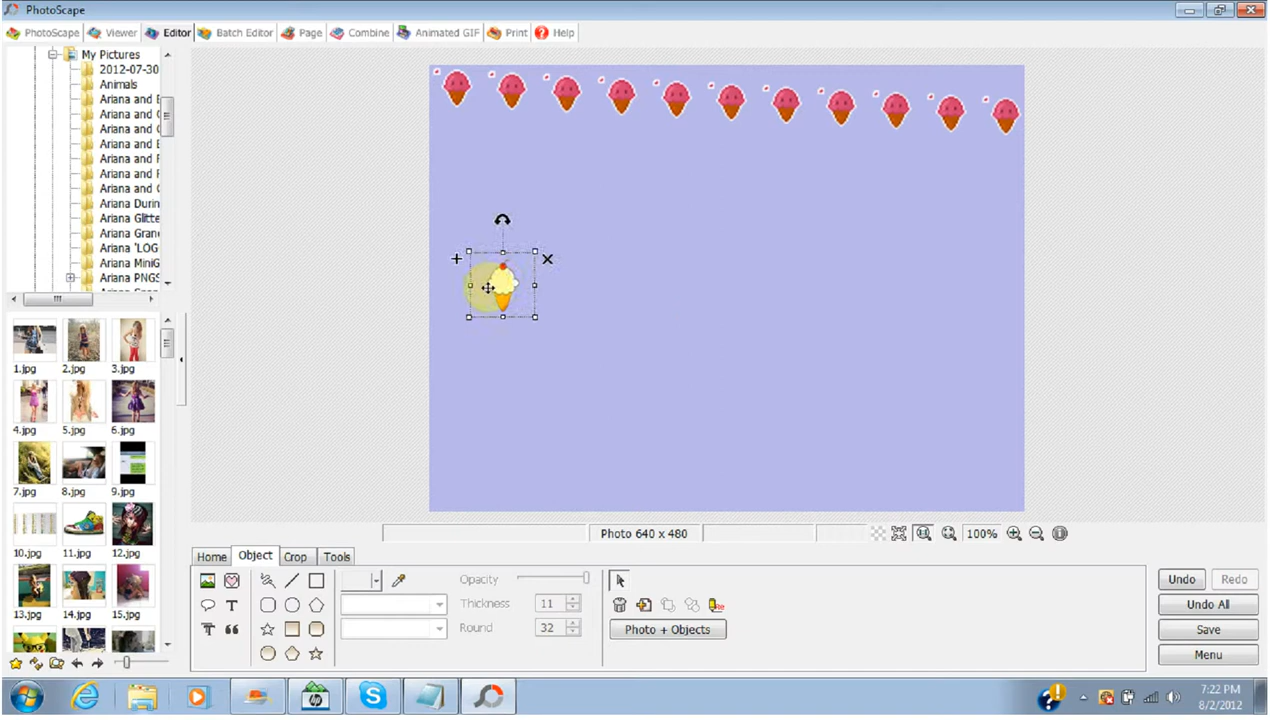 PhotoScape
PhotoScape Viewer Editor Batch Editor Page Combine Animated GIF Print Help
My Pictures
2012-07-30
Animals
Ariana and E
Ariana and C
Ariana and C
Ariana and E
Ariana and F
Ariana and F
Ariana and C
Ariana Durin
Ariana Glitte
Ariana Gran
Ariana 'LOG
Ariana MiniG
Ariana PNGS
1.jpg 2.jpg 3.jpg
4.jpg 5.jpg 6.jpg
7.jpg 8.jpg 9.jpg
10.jpg 11.jpg 12.jpg
13.jpg 14.jpg 15.jpg
Photo 640 x 480
100%
Home Object Crop Tools
Opacity
Thickness 11
Round 32
Photo + Objects
Undo Redo
Undo All
Save
Menu
7:22 PM
8/2/2012